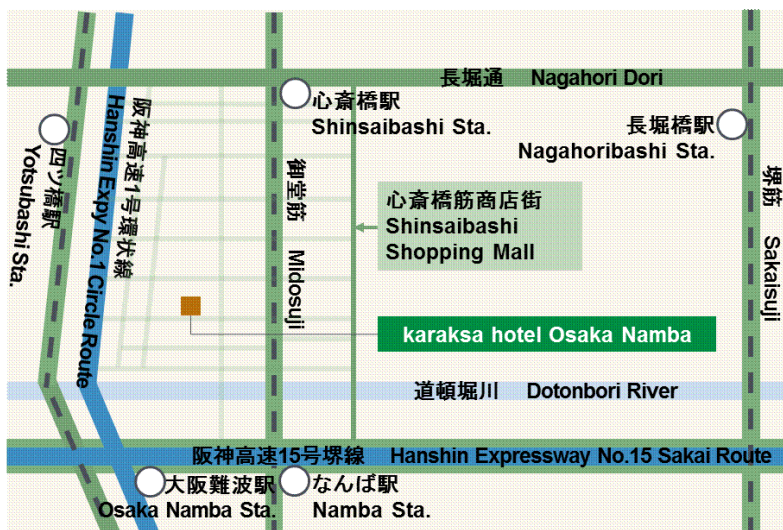 長堀通 Nagahori Dori
心斎橋駅
Shinsaibashi Sta.
長堀橋駅
Nagahoribashi Sta.
四ツ橋駅
Yotsubashi Sta.
阪神高速1号環状線
Hanshin Expy No.1 Circle Route
御堂筋 Midosuji
心斎橋筋商店街
Shinsaibashi
Shopping Mall
堺筋 Sakaisuji
karaksa hotel Osaka Namba
道頓堀川 Dotonbori River
阪神高速15号堺線 Hanshin Expressway No.15 Sakai Route
大阪難波駅
Osaka Namba Sta.
なんば駅
Namba Sta.